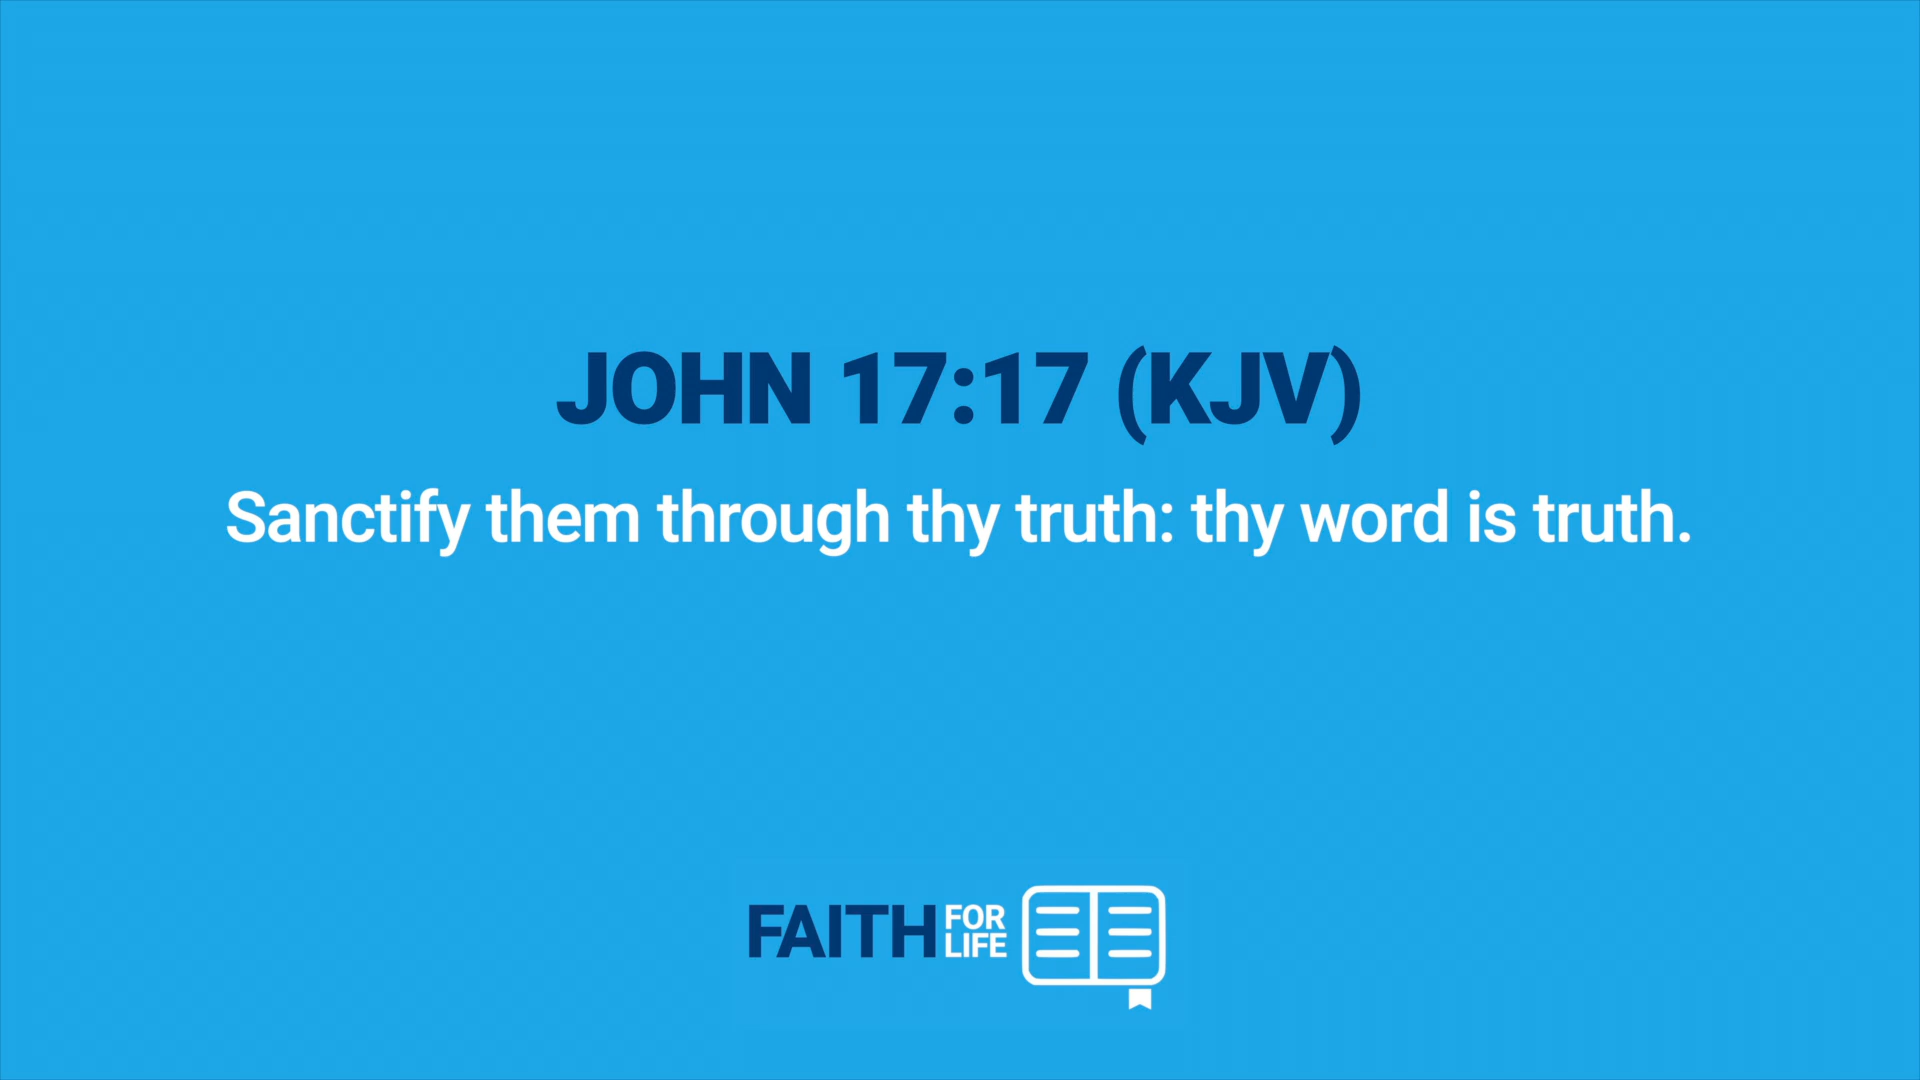 JOHN 17:17 (KJV)
Sanctify them through thy truth: thy word is truth.
FAITH FOR LIFE